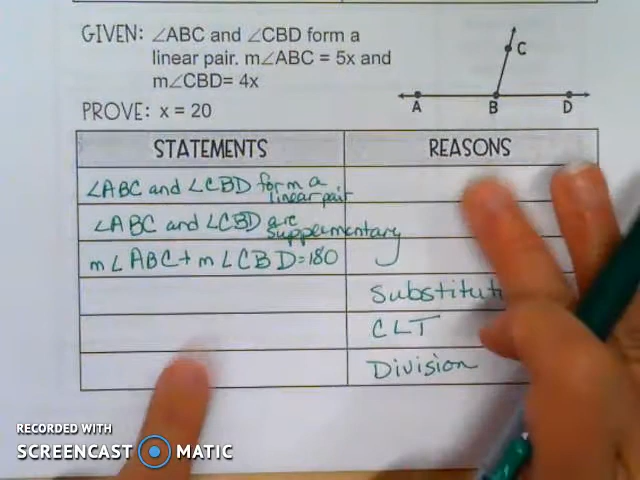 GIVEN: ∠ABC and ∠CBD form a
linear pair. m∠ABC = 5x and
m∠CBD= 4x
C
A B D
PROVE: x = 20
STATEMENTS REASONS
∠ABC and ∠CBD form a
linear pair
∠ABC and ∠CBD are
supplementary
m∠ABC + m∠CBD = 180
Substituti
CLT
Division
RECORDED WITH
SCREENCAST MATIC